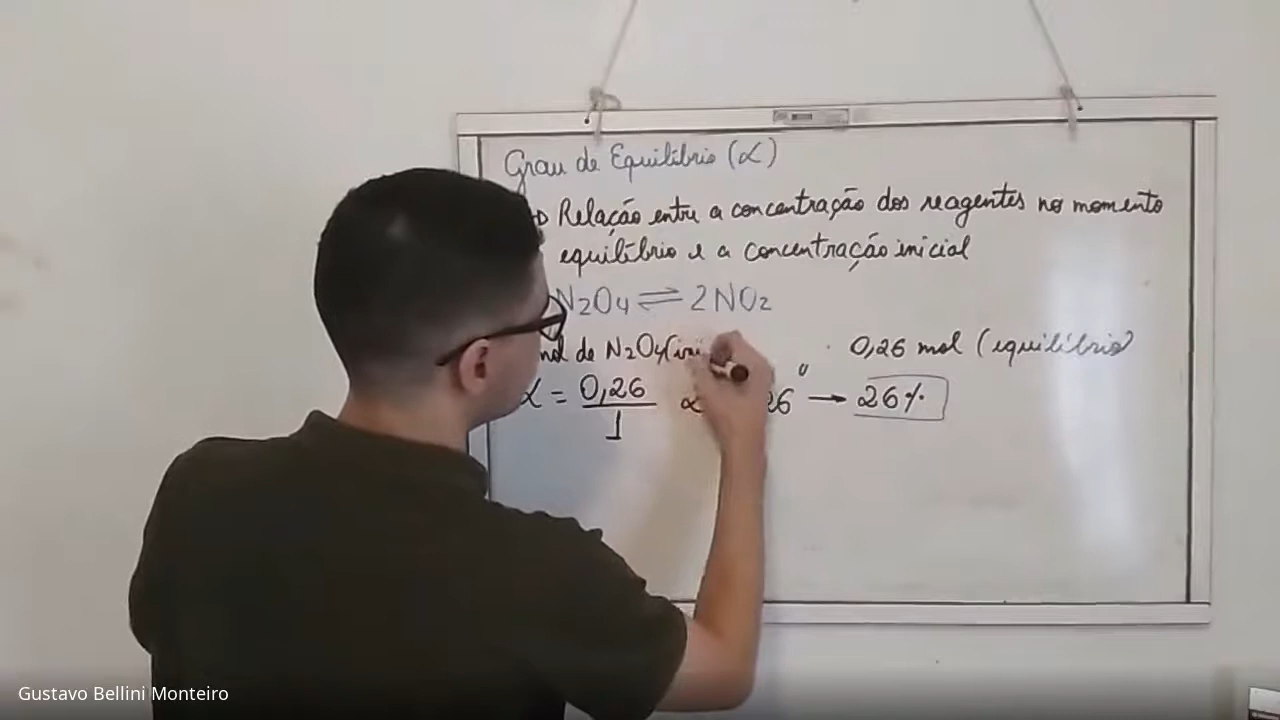 Grau de Equilíbrio (α)
Relação entre a concentração dos reagentes no momento
equilíbrio e a concentração inicial
N2O4 ⇌ 2NO2
de N2O4 0,26 mol (equilíbrio
α = 0,26 / 1 α 26 → 26%
Gustavo Bellini Monteiro